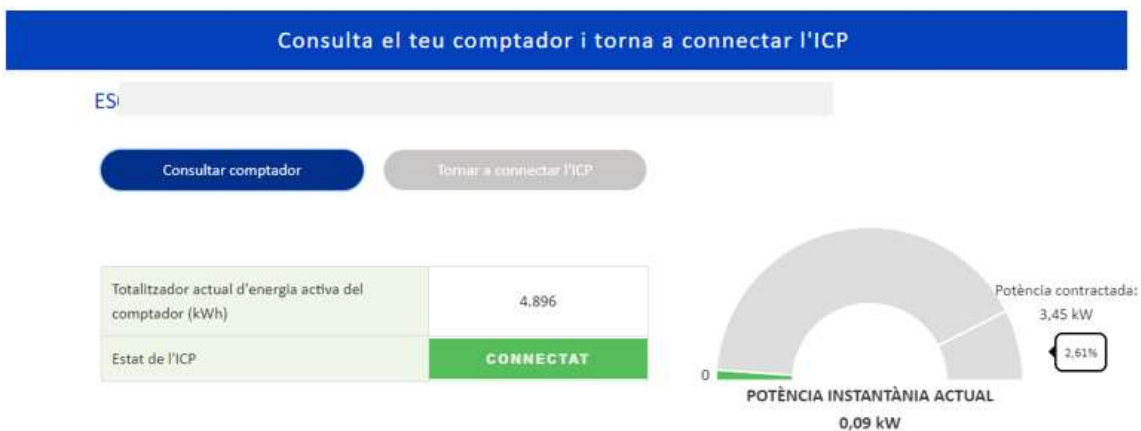 Consulta el teu comptador i torna a connectar l'ICP
ES
Consultar comptador
Tornar a connectar l'ICP
Totalitzador actual d'energia activa del
comptador (kWh)
4.896
Estat de l'ICP
CONNECTAT
Potència contractada:
3,45 kW
2,61%
0
POTÈNCIA INSTANTÀNIA ACTUAL
0,09 kW